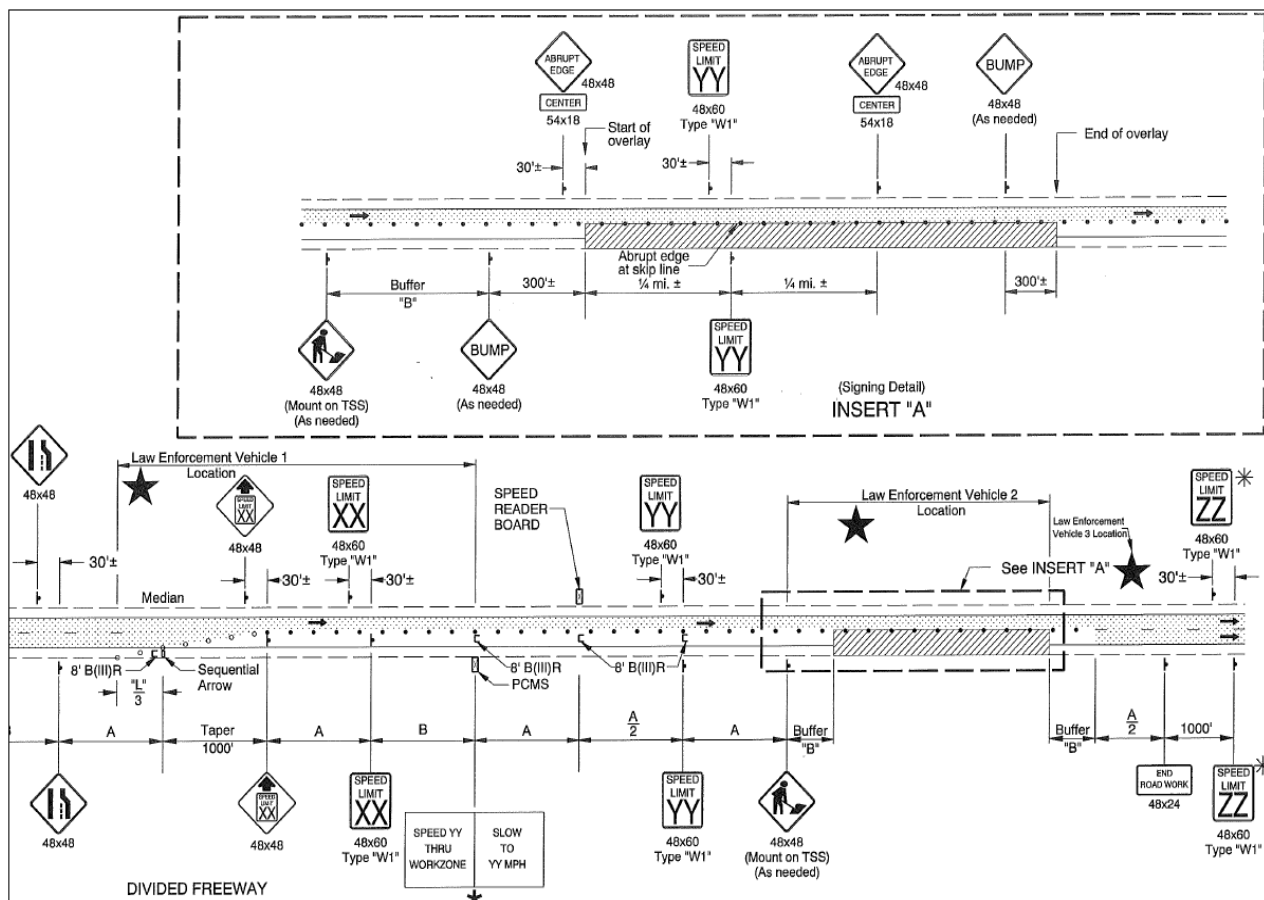 ABRUPT
EDGE
48x48
CENTER
54x18
Start of
overlay
30'±
SPEED
LIMIT
YY
48x60
Type "W1"
30'±
ABRUPT
EDGE
48x48
CENTER
54x18
BUMP
48x48
(As needed)
End of overlay
Abrupt edge
at skip line
Buffer
"B"
300'±
¼ mi. ±
¼ mi. ±
300'±
48x48
(Mount on TSS)
(As needed)
BUMP
48x48
(As needed)
SPEED
LIMIT
YY
48x60
Type "W1"
(Signing Detail)
INSERT "A"
48x48
30'±
Law Enforcement Vehicle 1
Location
SPEED
LIMIT
XX
48x48
30'±
SPEED
LIMIT
XX
48x60
Type "W1"
30'±
SPEED
READER
BOARD
SPEED
LIMIT
YY
48x60
Type "W1"
30'±
Law Enforcement Vehicle 2
Location
Law Enforcement
Vehicle 3 Location
See INSERT "A"
SPEED
LIMIT
ZZ
48x60
Type "W1"
30'±
Median
8' B(III)R
"L"
3
Sequential
Arrow
8' B(III)R
PCMS
8' B(III)R
A
Taper
1000'
A
B
A
A
2
A
Buffer
"B"
Buffer
"B"
A
2
1000'
48x48
SPEED
LIMIT
XX
48x48
SPEED
LIMIT
XX
48x60
Type "W1"
SPEED YY
THRU
WORKZONE
SLOW
TO
YY MPH
SPEED
LIMIT
YY
48x60
Type "W1"
48x48
(Mount on TSS)
(As needed)
END
ROAD WORK
48x24
SPEED
LIMIT
ZZ
48x60
Type "W1"
DIVIDED FREEWAY